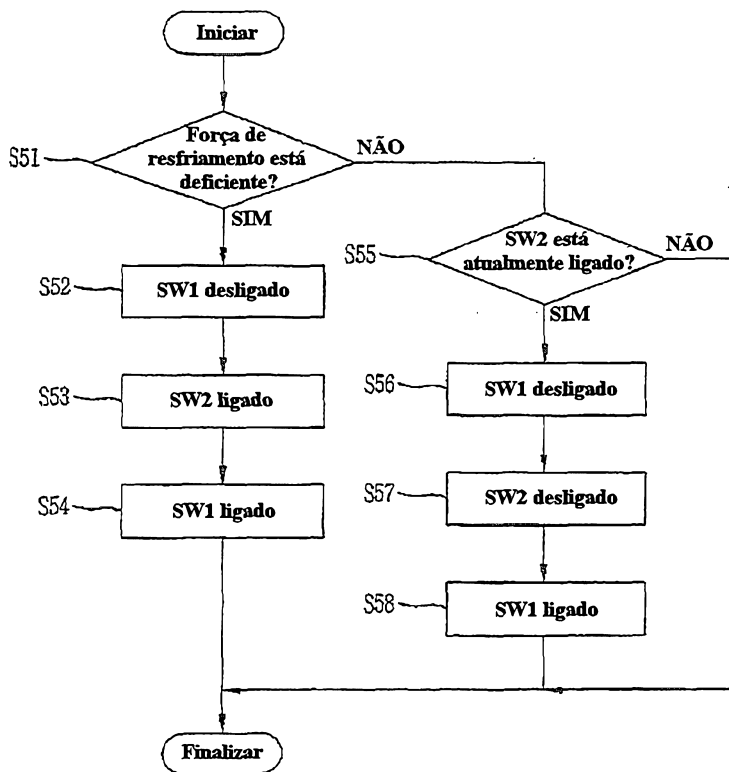 Iniciar
S51
Força de
resfriamento está
deficiente?
NÃO
SIM
S52
SW1 desligado
S53
SW2 ligado
S54
SW1 ligado
S55
SW2 está
atualmente ligado?
NÃO
SIM
S56
SW1 desligado
S57
SW2 desligado
S58
SW1 ligado
Finalizar